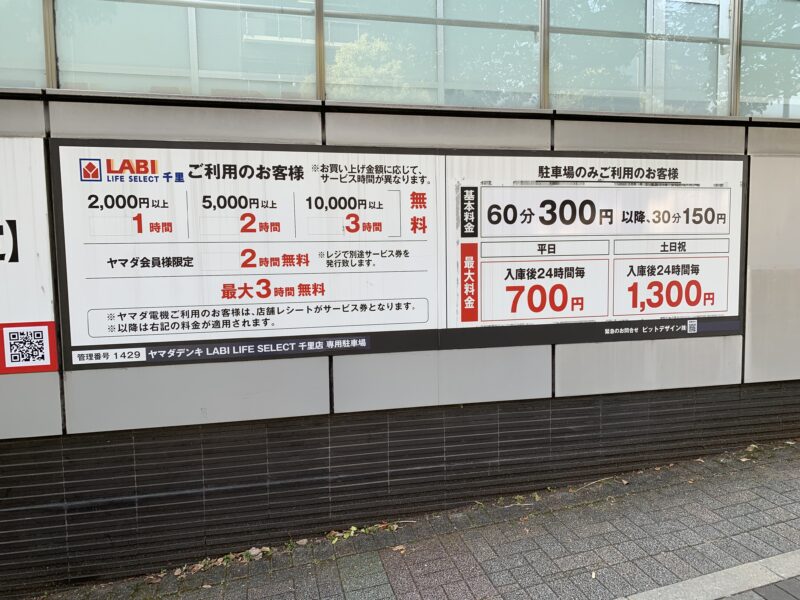 LABI
LIFE SELECT 千里 ご利用のお客様 ※お買い上げ金額に応じて、
サービス時間が異なります。
2,000円以上 5,000円以上 10,000円以上 無料
1時間 2時間 3時間
ヤマダ会員様限定 2時間無料 ※レジで別途サービス券を
発行致します。
最大3時間無料
※ヤマダ電機ご利用のお客様は、店舗レシートがサービス券となります。
※以降は右記の料金が適用されます。
管理番号 1429 ヤマダデンキ LABI LIFE SELECT 千里店 専用駐車場
駐車場のみご利用のお客様
基本料金 60分300円 以降、30分150円
最大料金 平日 土日祝
入庫後24時間毎 入庫後24時間毎
700円 1,300円
緊急のお問合せ ピットデザイン㈱